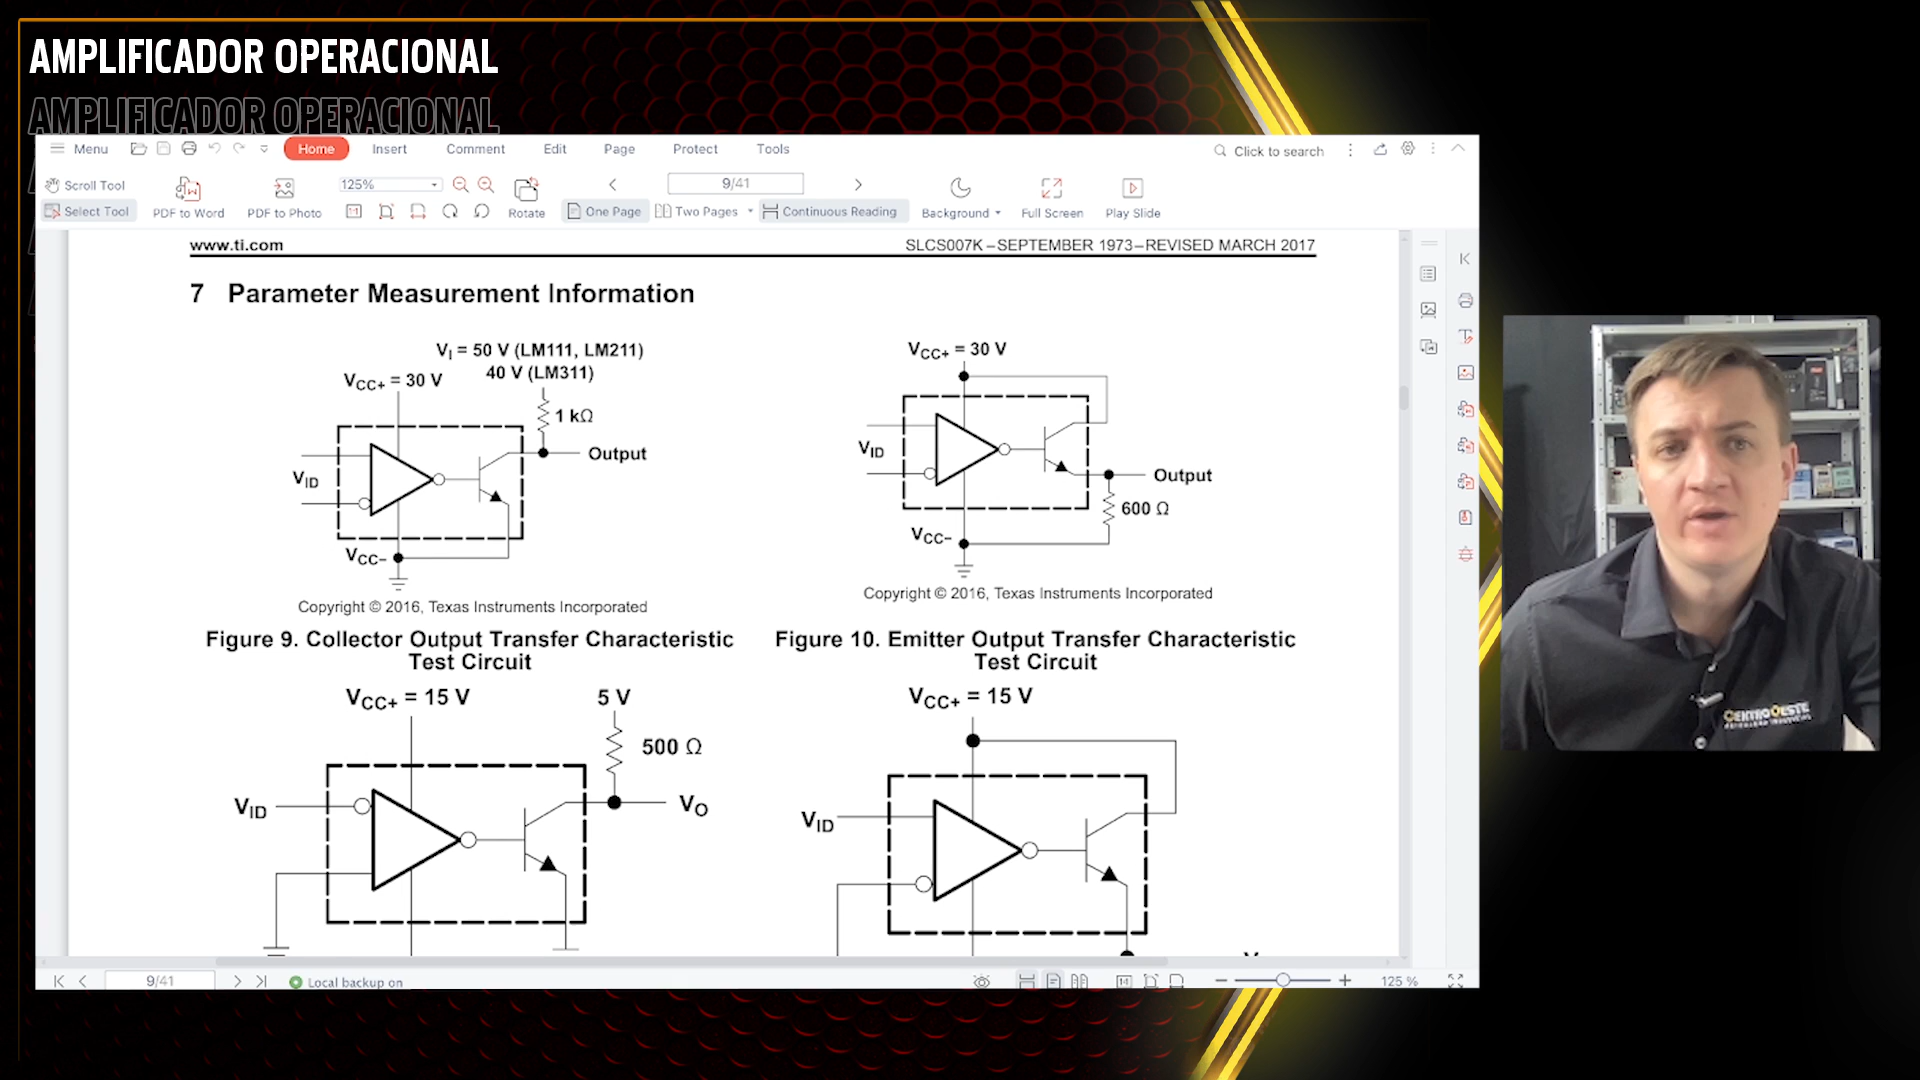 AMPLIFICADOR OPERACIONAL
AMPLIFICADOR OPERACIONAL
Menu Home Insert Comment Edit Page Protect Tools Click to search
Scroll Tool 125% 9/41
Select Tool PDF to Word PDF to Photo Rotate One Page Two Pages Continuous Reading Background Full Screen Play Slide
www.ti.com SLCS007K–SEPTEMBER 1973–REVISED MARCH 2017
7 Parameter Measurement Information
VI = 50 V (LM111, LM211)
40 V (LM311)
VCC+ = 30 V
1 kΩ
Output
VID
VCC–
Copyright © 2016, Texas Instruments Incorporated
Figure 9. Collector Output Transfer Characteristic
Test Circuit
VCC+ = 30 V
VID
Output
600 Ω
VCC–
Copyright © 2016, Texas Instruments Incorporated
Figure 10. Emitter Output Transfer Characteristic
Test Circuit
VCC+ = 15 V 5 V
500 Ω
VID
VO
VCC+ = 15 V
VID
9/41 Local backup on 125 %